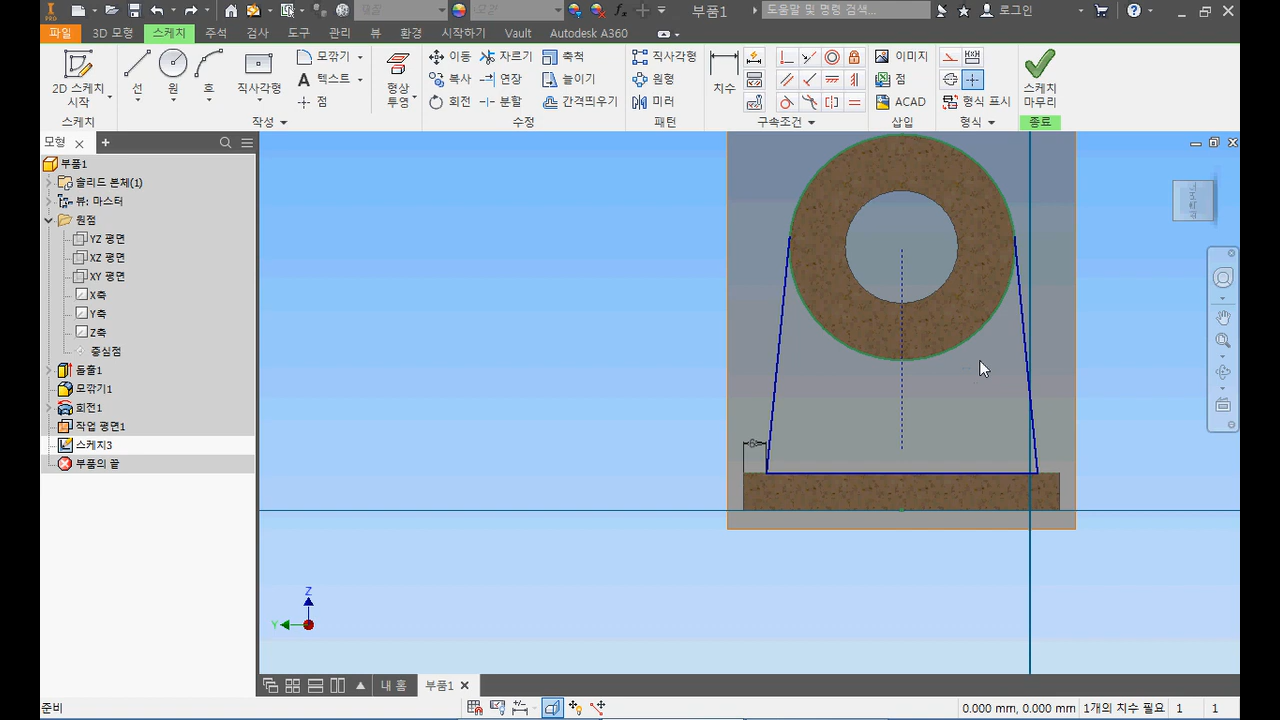 부품1 도움말 및 명령 검색... 로그인
파일 3D 모형 스케치 주석 검사 도구 관리 뷰 환경 시작하기 Vault Autodesk A360
2D 스케치 시작
선
원
호
직사각형
모깎기
텍스트
점
형상 투영
이동
복사
회전
자르기
연장
분할
축척
늘이기
간격띄우기
직사각형
원형
미러
치수
이미지
점
ACAD
형식 표시
스케치 마무리
스케치 작성 수정 패턴 구속조건 삽입 형식 종료
모형
부품1
솔리드 본체(1)
뷰: 마스터
원점
YZ 평면
XZ 평면
XY 평면
X축
Y축
Z축
중심점
돌출1
모깎기1
회전1
작업 평면1
스케치3
부품의 끝
Z
Y
내 홈 부품1
준비 0.000 mm, 0.000 mm 1개의 치수 필요 1 1